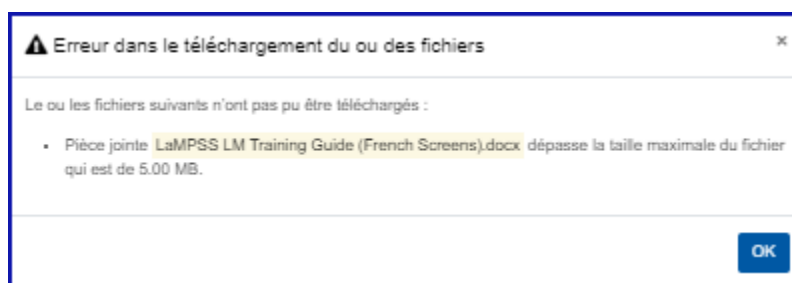 Erreur dans le téléchargement du ou des fichiers ×
Le ou les fichiers suivants n'ont pas pu être téléchargés :
• Pièce jointe LaMPSS LM Training Guide (French Screens).docx dépasse la taille maximale du fichier
qui est de 5.00 MB.
OK